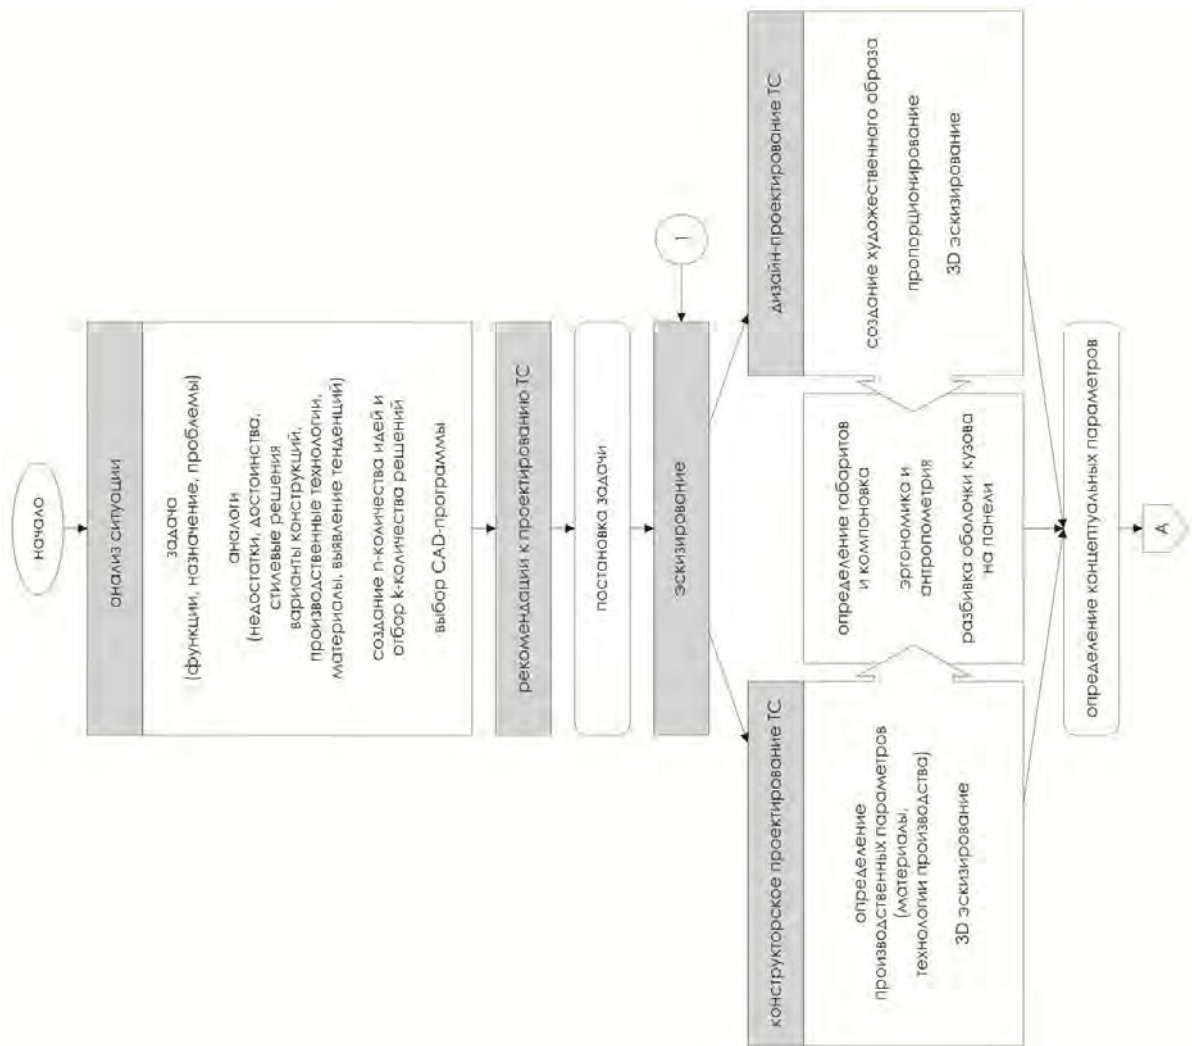 начало
анализ ситуации
задача
(функции, назначение, проблемы)
аналоги
(недостатки, достоинства,
стилевые решения
варианты конструкций,
производственные технологии,
материалы, выявление тенденций)
создание n-количества идей и
отбор k-количества решений
выбор CAD-программы
рекомендации к проектированию ТС
постановка задачи
эскизирование
1
конструкторское проектирование ТС
определение
производственных параметров
(материалы,
технологии производства)
3D эскизирование
определение габаритов
и компоновка
эргономика и
антропометрия
разбивка оболочки кузова
на панели
дизайн-проектирование ТС
создание художественного образа
пропорционирование
3D эскизирование
определение концептуальных параметров
А